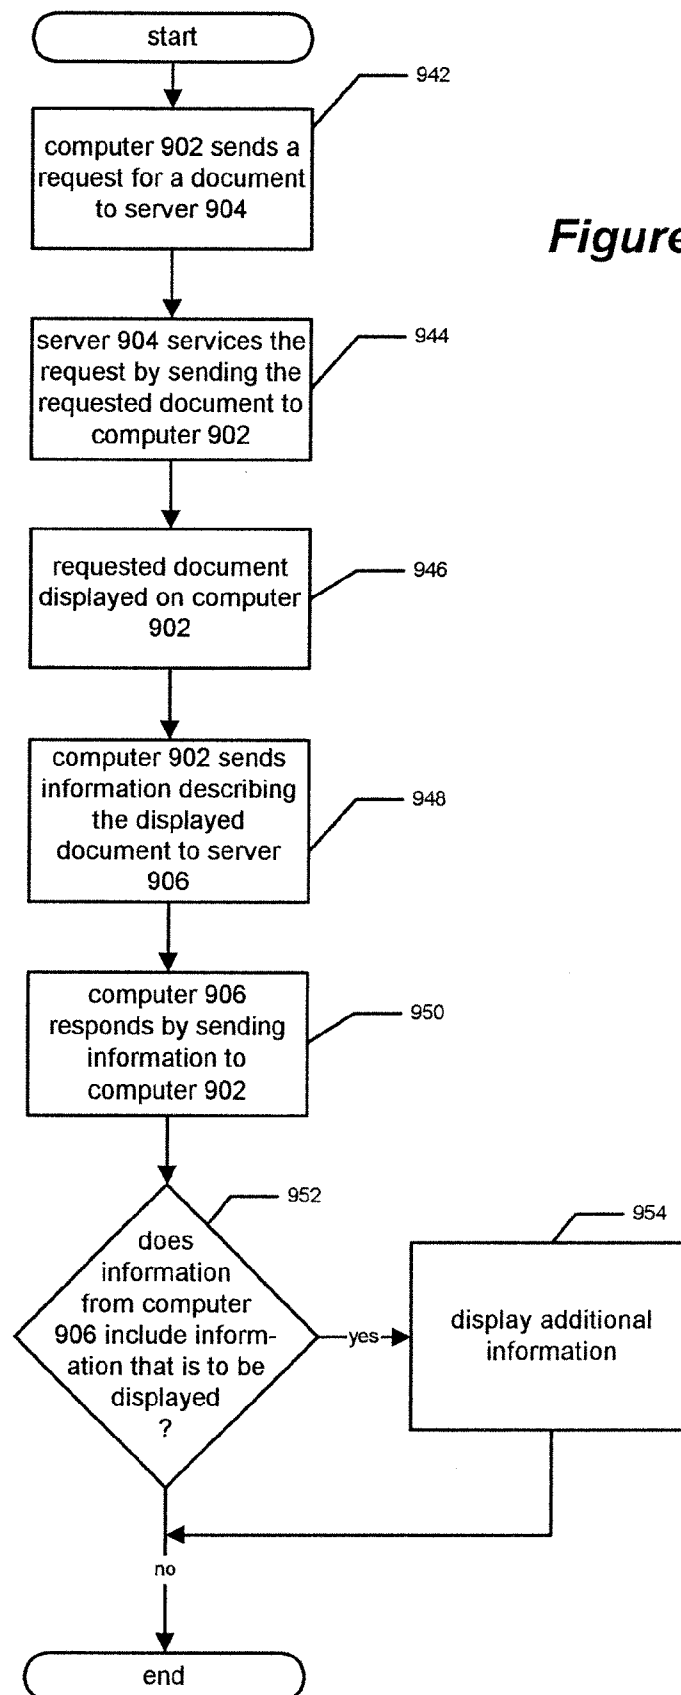 start
942
computer 902 sends a
request for a document
to server 904
Figure
server 904 services the
request by sending the
requested document to
computer 902
944
requested document
displayed on computer
902
946
computer 902 sends
information describing
the displayed
document to server
906
948
computer 906
responds by sending
information to
computer 902
950
952
does
information
from computer
906 include inform-
ation that is to be
displayed
?
yes
954
display additional
information
no
end